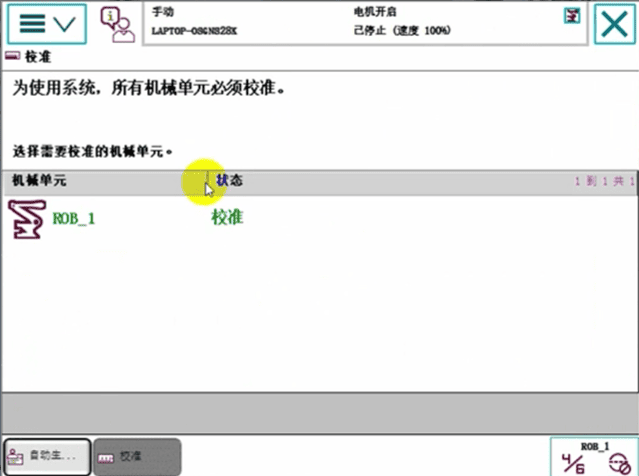 手动
电机开启
LAPTOP-O8GNS28K
已停止 (速度 100%)
校准
为使用系统，所有机械单元必须校准。
选择需要校准的机械单元。
机械单元
状态
1 到 1 共 1
ROB_1
校准
自动生...
校准
ROB_1